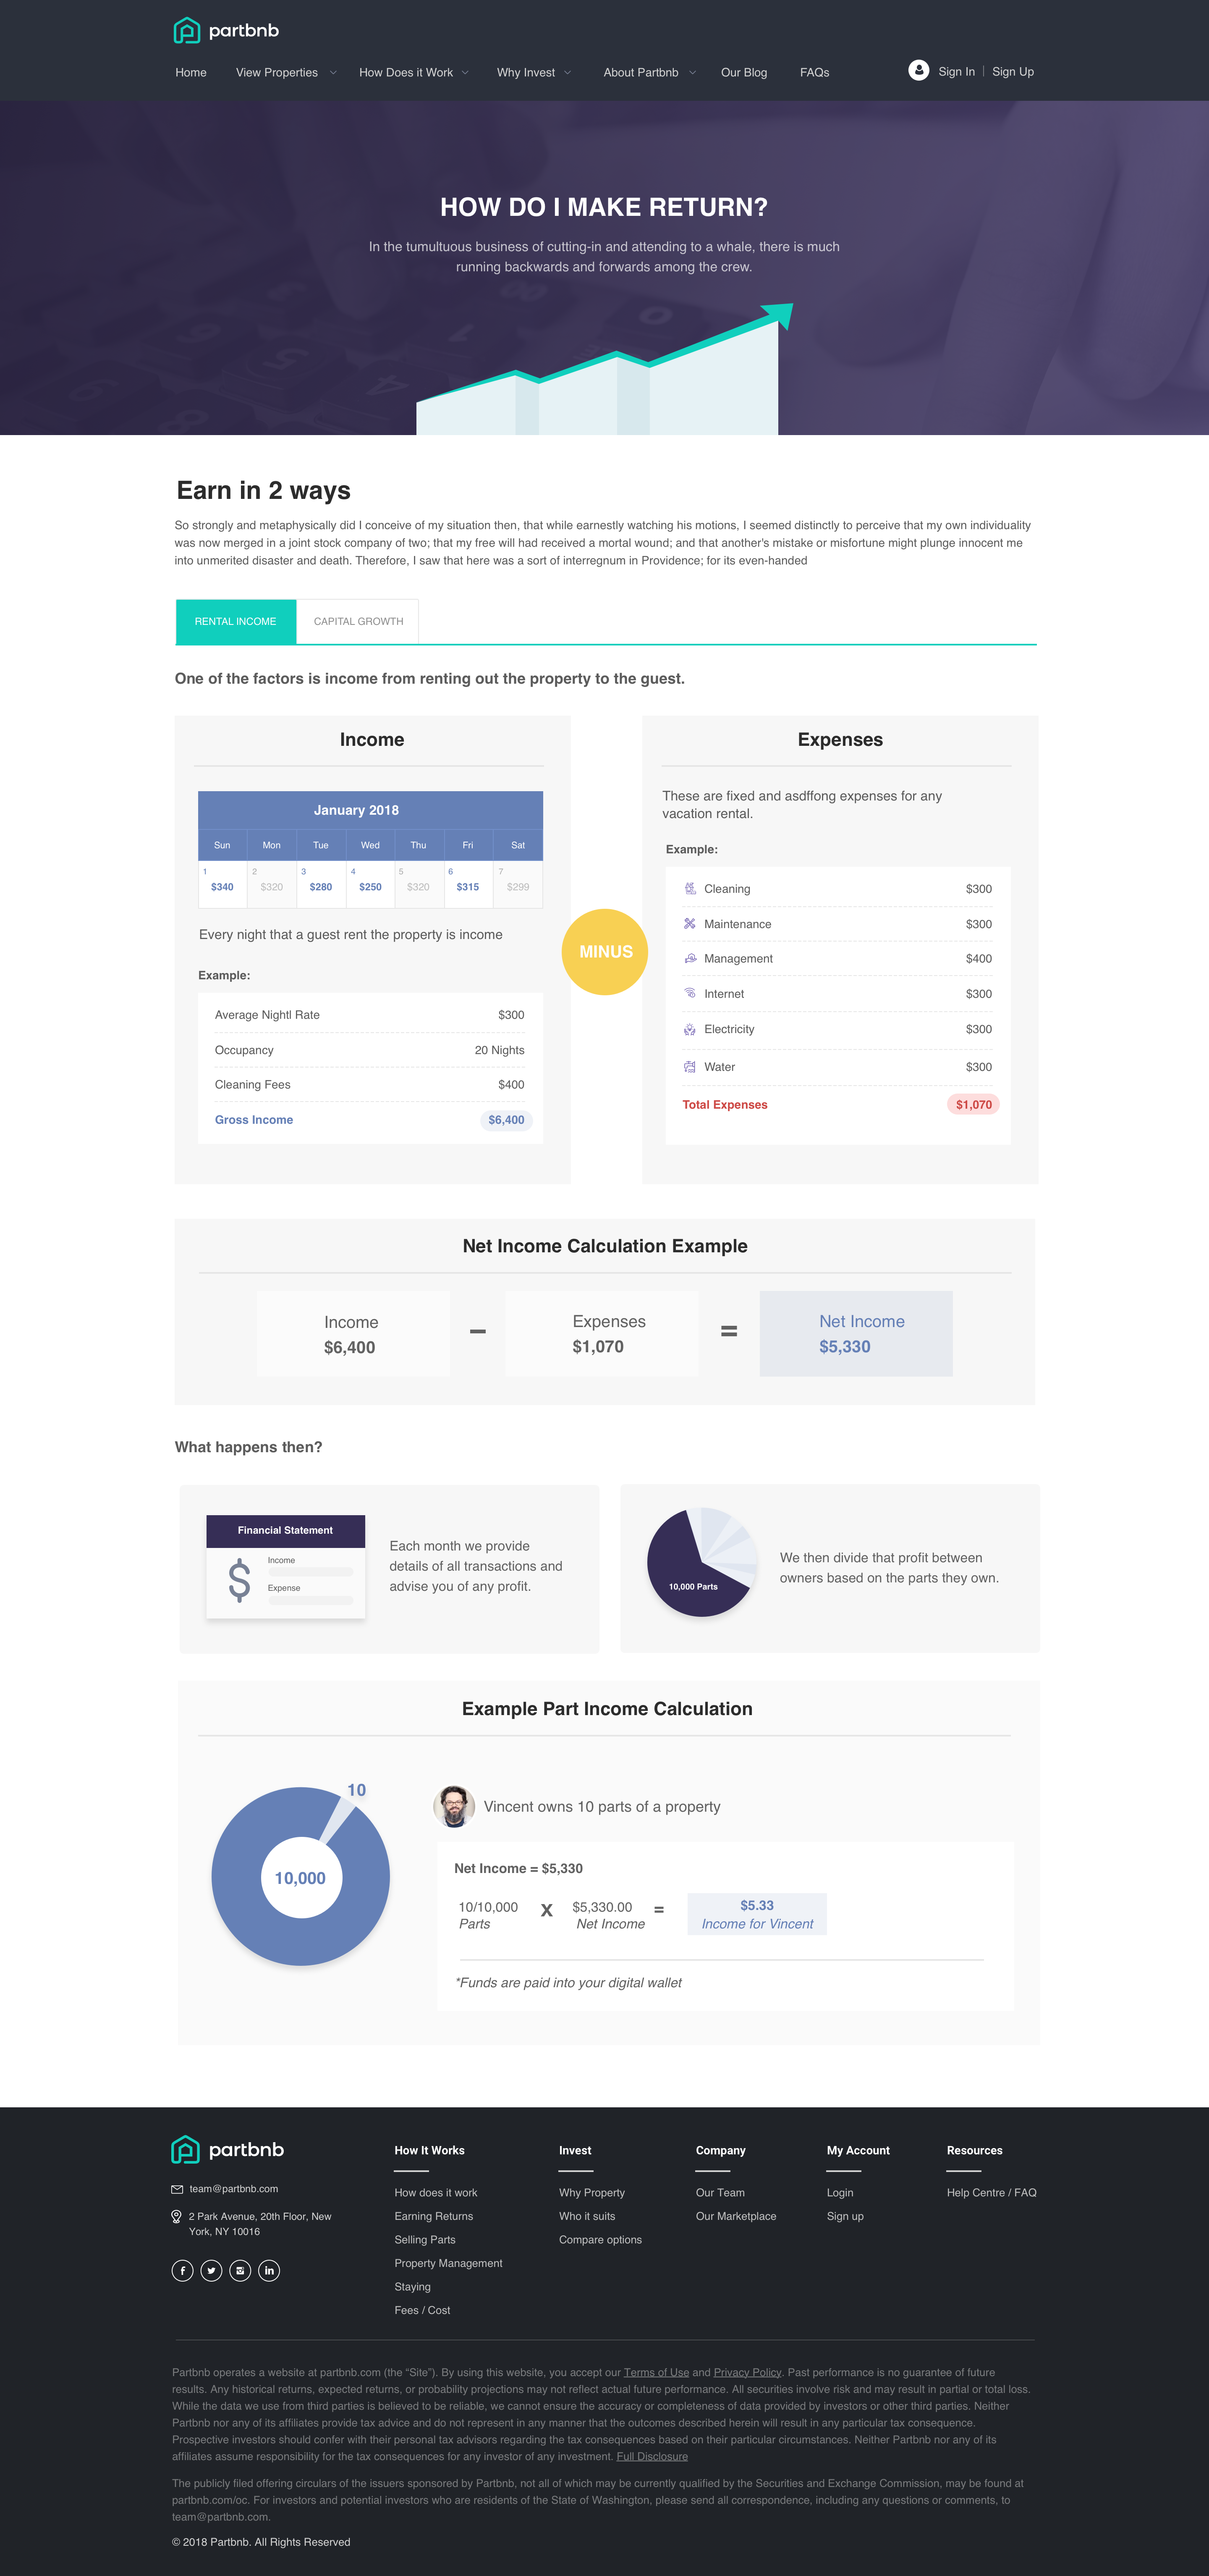 partbnb
Home View Properties How Does it Work Why Invest About Partbnb Our Blog FAQs Sign In Sign Up
HOW DO I MAKE RETURN?
In the tumultuous business of cutting-in and attending to a whale, there is much
running backwards and forwards among the crew.
Earn in 2 ways
So strongly and metaphysically did I conceive of my situation then, that while earnestly watching his motions, I seemed distinctly to perceive that my own individuality
was now merged in a joint stock company of two; that my free will had received a mortal wound; and that another's mistake or misfortune might plunge innocent me
into unmerited disaster and death. Therefore, I saw that here was a sort of interregnum in Providence; for its even-handed
RENTAL INCOME CAPITAL GROWTH
One of the factors is income from renting out the property to the guest.
Income
January 2018
Sun Mon Tue Wed Thu Fri Sat
1 2 3 4 5 6 7
$340 $320 $280 $250 $320 $315 $299
Every night that a guest rent the property is income
Example:
Average Nightl Rate $300
Occupancy 20 Nights
Cleaning Fees $400
Gross Income $6,400
MINUS
Expenses
These are fixed and asdffong expenses for any
vacation rental.
Example:
Cleaning $300
Maintenance $300
Management $400
Internet $300
Electricity $300
Water $300
Total Expenses $1,070
Net Income Calculation Example
Income Expenses Net Income
$6,400 – $1,070 = $5,330
What happens then?
Financial Statement
$
Income
Expense
Each month we provide
details of all transactions and
advise you of any profit.
10,000 Parts
We then divide that profit between
owners based on the parts they own.
Example Part Income Calculation
10
10,000
Vincent owns 10 parts of a property
Net Income = $5,330
10/10,000 X $5,330.00 = $5.33
Parts Net Income Income for Vincent
*Funds are paid into your digital wallet
partbnb
team@partbnb.com
2 Park Avenue, 20th Floor, New
York, NY 10016
f in
How It Works
How does it work
Earning Returns
Selling Parts
Property Management
Staying
Fees / Cost
Invest
Why Property
Who it suits
Compare options
Company
Our Team
Our Marketplace
My Account
Login
Sign up
Resources
Help Centre / FAQ
Partbnb operates a website at partbnb.com (the “Site”). By using this website, you accept our Terms of Use and Privacy Policy. Past performance is no guarantee of future
results. Any historical returns, expected returns, or probability projections may not reflect actual future performance. All securities involve risk and may result in partial or total loss.
While the data we use from third parties is believed to be reliable, we cannot ensure the accuracy or completeness of data provided by investors or other third parties. Neither
Partbnb nor any of its affiliates provide tax advice and do not represent in any manner that the outcomes described herein will result in any particular tax consequence.
Prospective investors should confer with their personal tax advisors regarding the tax consequences based on their particular circumstances. Neither Partbnb nor any of its
affiliates assume responsibility for the tax consequences for any investor of any investment. Full Disclosure
The publicly filed offering circulars of the issuers sponsored by Partbnb, not all of which may be currently qualified by the Securities and Exchange Commission, may be found at
partbnb.com/oc. For investors and potential investors who are residents of the State of Washington, please send all correspondence, including any questions or comments, to
team@partbnb.com.
© 2018 Partbnb. All Rights Reserved